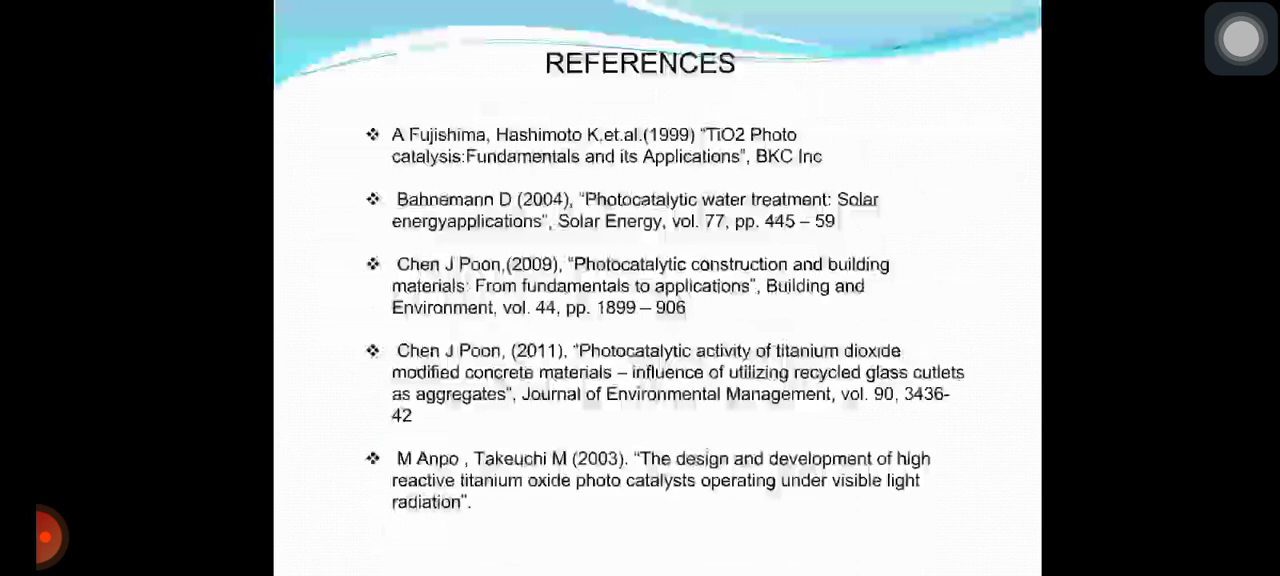 REFERENCES
❖ A Fujishima, Hashimoto K.et.al.(1999) "TiO2 Photo
catalysis:Fundamentals and its Applications", BKC Inc
❖ Bahnemann D (2004), "Photocatalytic water treatment: Solar
energyapplications", Solar Energy, vol. 77, pp. 445 – 59
❖ Chen J Poon,(2009), "Photocatalytic construction and building
materials: From fundamentals to applications", Building and
Environment, vol. 44, pp. 1899 – 906
❖ Chen J Poon, (2011), "Photocatalytic activity of titanium dioxide
modified concrete materials – influence of utilizing recycled glass cutlets
as aggregates", Journal of Environmental Management, vol. 90, 3436-
42
❖ M Anpo , Takeuchi M (2003). "The design and development of high
reactive titanium oxide photo catalysts operating under visible light
radiation".